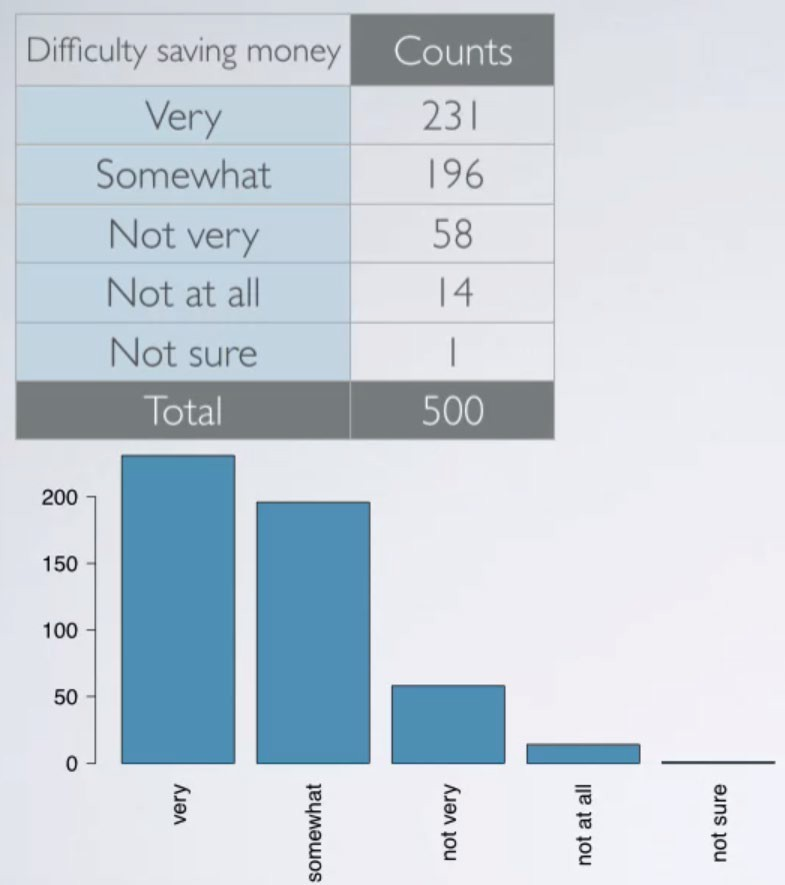 Difficulty saving money Counts
Very 231
Somewhat 196
Not very 58
Not at all 14
Not sure 1
Total 500
200
150
100
50
0
very somewhat not very not at all not sure